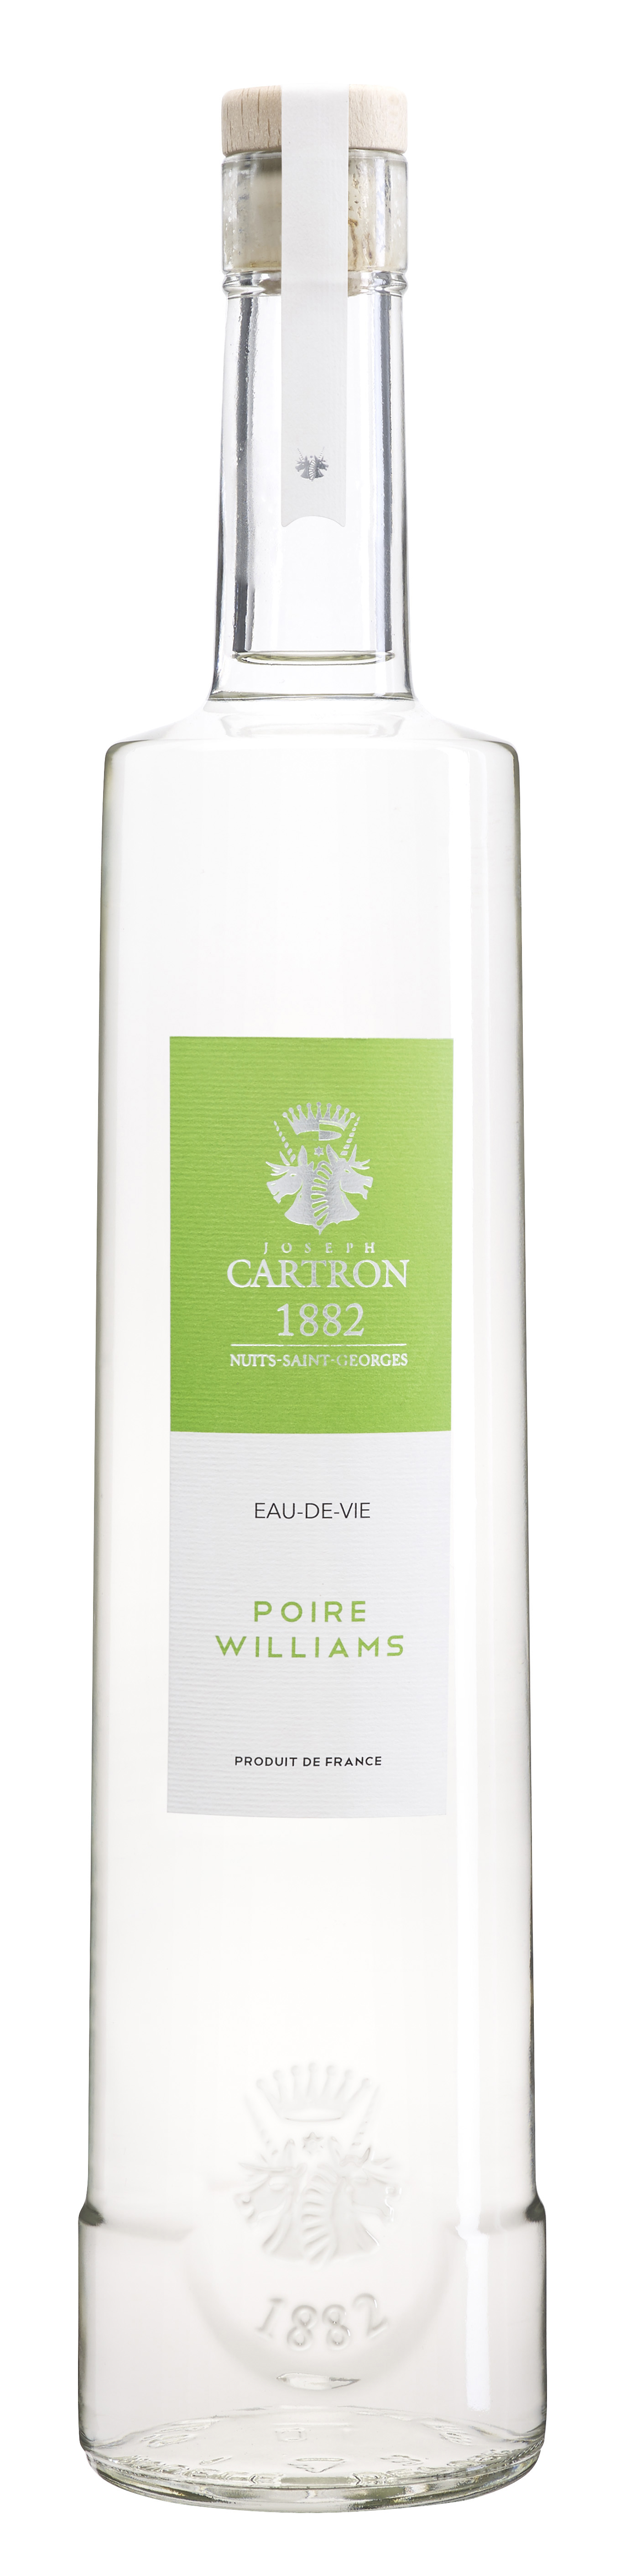 JOSEPH
CARTRON
1882
NUITS-SAINT-GEORGES
EAU-DE-VIE
POIRE
WILLIAMS
PRODUIT DE FRANCE
1882